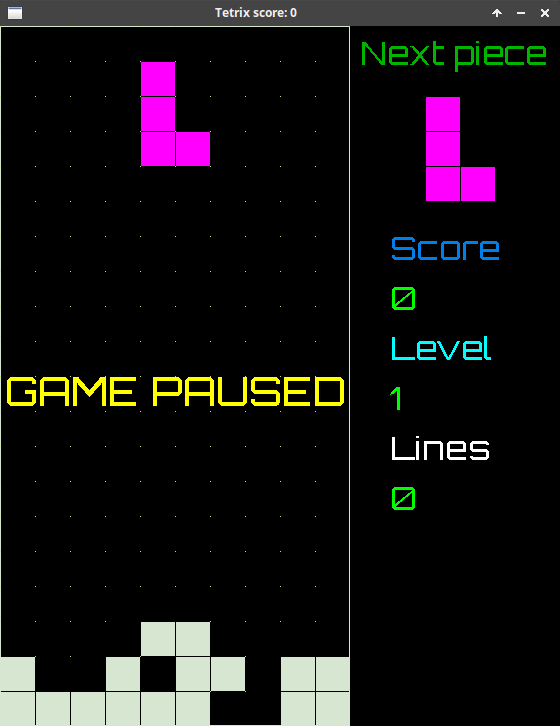 Tetrix score: 0
Next piece
Score
0
Level
1
Lines
0
GAME PAUSED